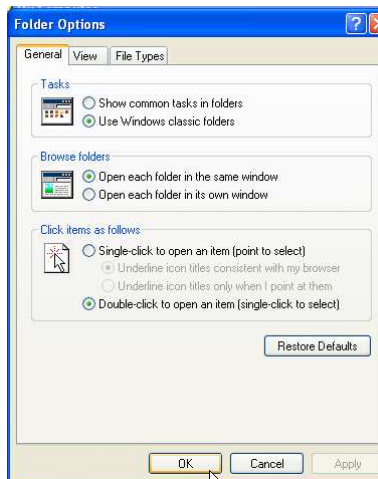 Folder Options
General View File Types
Tasks
Show common tasks in folders
Use Windows classic folders
Browse folders
Open each folder in the same window
Open each folder in its own window
Click items as follows
Single-click to open an item (point to select)
Underline icon titles consistent with my browser
Underline icon titles only when I point at them
Double-click to open an item (single-click to select)
Restore Defaults
OK Cancel Apply